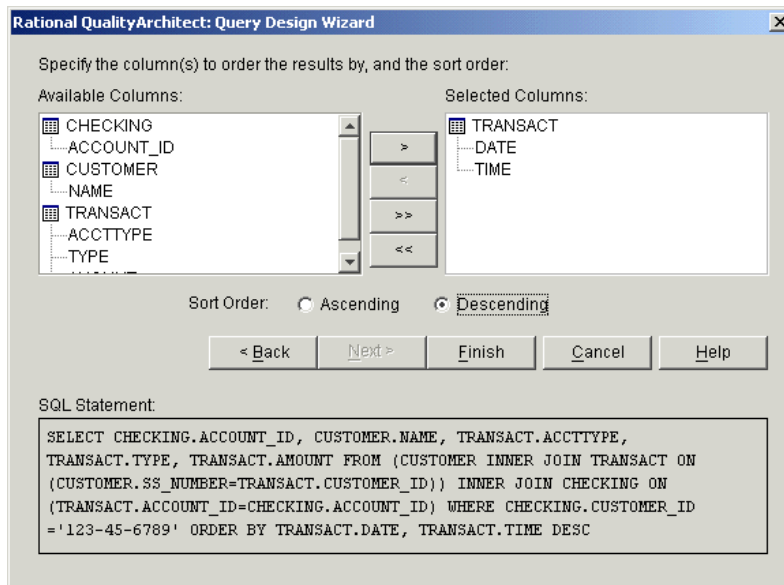 Rational QualityArchitect: Query Design Wizard
Specify the column(s) to order the results by, and the sort order:
Available Columns:
CHECKING
ACCOUNT_ID
CUSTOMER
NAME
TRANSACT
ACCTTYPE
TYPE
>
<
>>
<<
Selected Columns:
TRANSACT
DATE
TIME
Sort Order: Ascending Descending
< Back Next > Finish Cancel Help
SQL Statement:
SELECT CHECKING.ACCOUNT_ID, CUSTOMER.NAME, TRANSACT.ACCTTYPE,
TRANSACT.TYPE, TRANSACT.AMOUNT FROM (CUSTOMER INNER JOIN TRANSACT ON
(CUSTOMER.SS_NUMBER=TRANSACT.CUSTOMER_ID)) INNER JOIN CHECKING ON
(TRANSACT.ACCOUNT_ID=CHECKING.ACCOUNT_ID) WHERE CHECKING.CUSTOMER_ID
='123-45-6789' ORDER BY TRANSACT.DATE, TRANSACT.TIME DESC